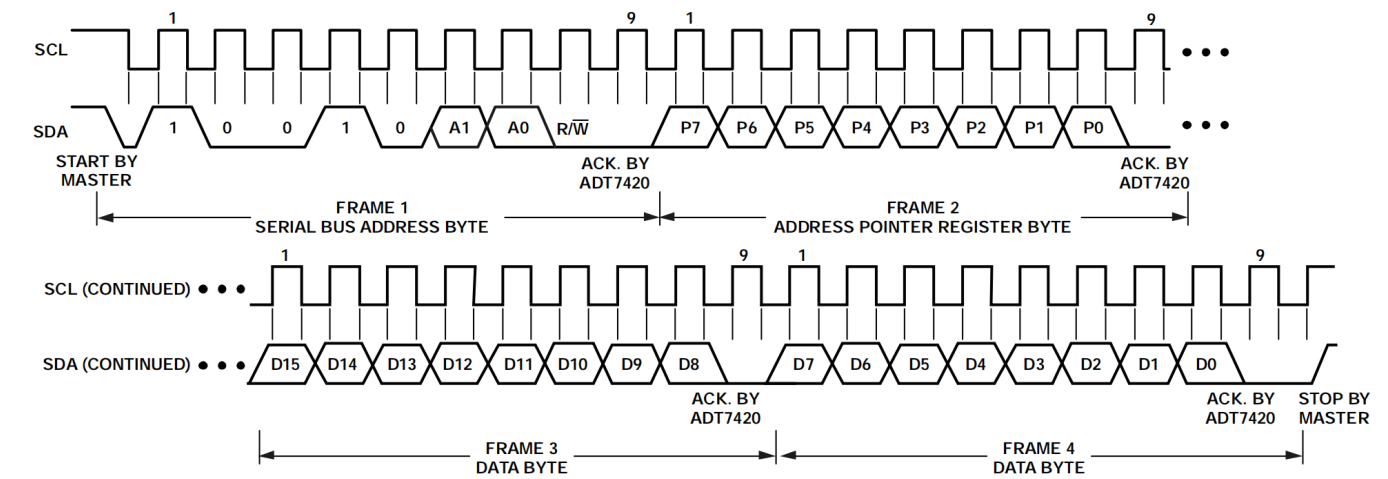 1 9 1 9
SCL
SDA 1 0 0 1 0 A1 A0 R/W̅ P7 P6 P5 P4 P3 P2 P1 P0
START BY
MASTER
ACK. BY
ADT7420
ACK. BY
ADT7420
FRAME 1
SERIAL BUS ADDRESS BYTE
FRAME 2
ADDRESS POINTER REGISTER BYTE
1 9 1 9
SCL (CONTINUED)
SDA (CONTINUED) D15 D14 D13 D12 D11 D10 D9 D8 D7 D6 D5 D4 D3 D2 D1 D0
ACK. BY
ADT7420
ACK. BY
ADT7420
STOP BY
MASTER
FRAME 3
DATA BYTE
FRAME 4
DATA BYTE